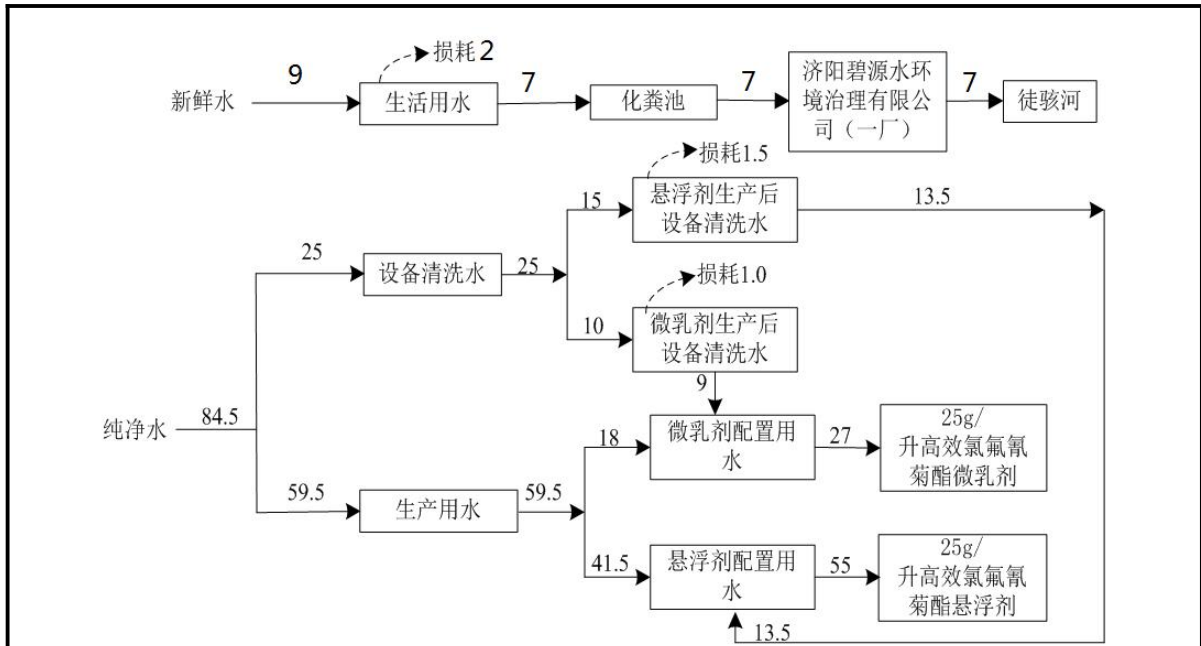 损耗2
9
7
7
7
新鲜水
生活用水
化粪池
济阳碧源水环
境治理有限公
司（一厂）
徒骇河
损耗1.5
15
悬浮剂生产后
设备清洗水
13.5
25
设备清洗水
25
损耗1.0
10
微乳剂生产后
设备清洗水
9
纯净水
84.5
18
微乳剂配置用
水
27
25g/
升高效氯氟氰
菊酯微乳剂
59.5
生产用水
59.5
41.5
悬浮剂配置用
水
55
25g/
升高效氯氟氰
菊酯悬浮剂
13.5